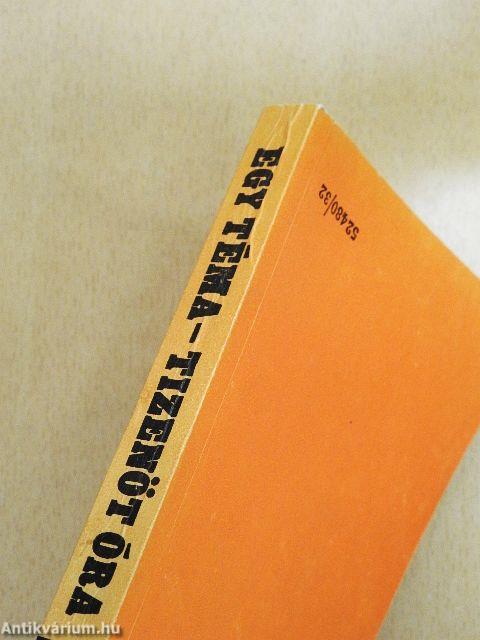 EGY TÉMA – TIZENÖT ÓRA
52480/32
Antikvárium.hu